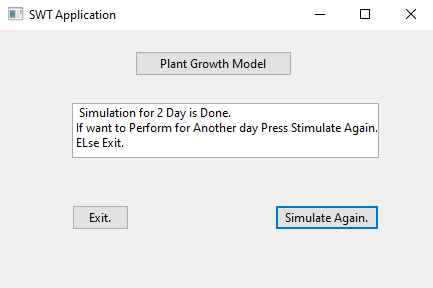 SWT Application
Plant Growth Model
Simulation for 2 Day is Done.
If want to Perform for Another day Press Stimulate Again.
ELse Exit.
Exit.
Simulate Again.